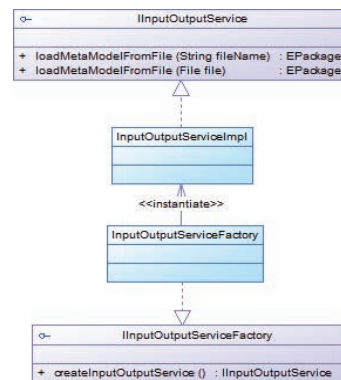 IInputOutputService
+ loadMetaModelFromFile (String fileName) : EPackage
+ loadMetaModelFromFile (File file) : EPackage
InputOutputServiceImpl
<<instantiate>>
InputOutputServiceFactory
IInputOutputServiceFactory
+ createInputOutputService () : IInputOutputService